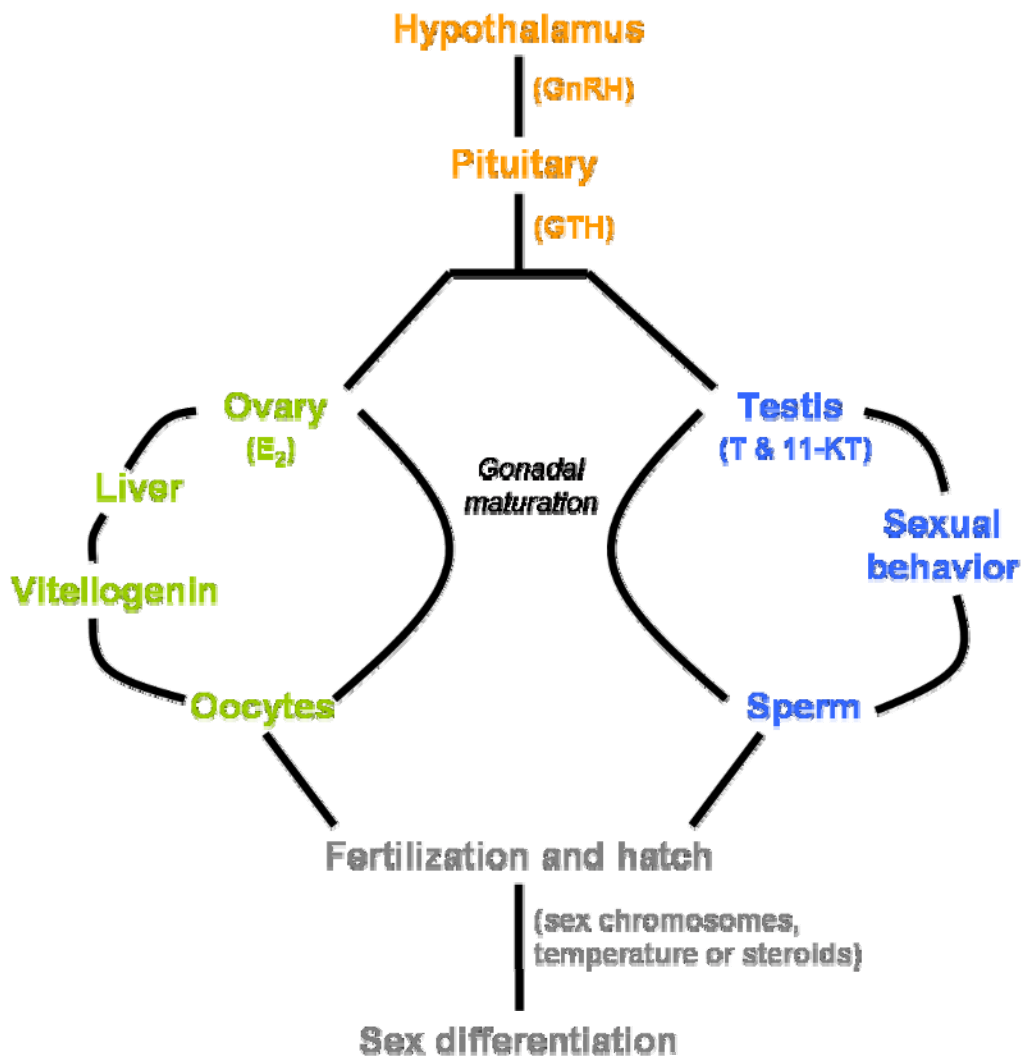 Hypothalamus
(GnRH)
Pituitary
(GTH)
Ovary
(E₂)
Testis
(T & 11-KT)
Gonadal
maturation
Liver
Sexual
behavior
Vitellogenin
Oocytes
Sperm
Fertilization and hatch
(sex chromosomes,
temperature or steroids)
Sex differentiation